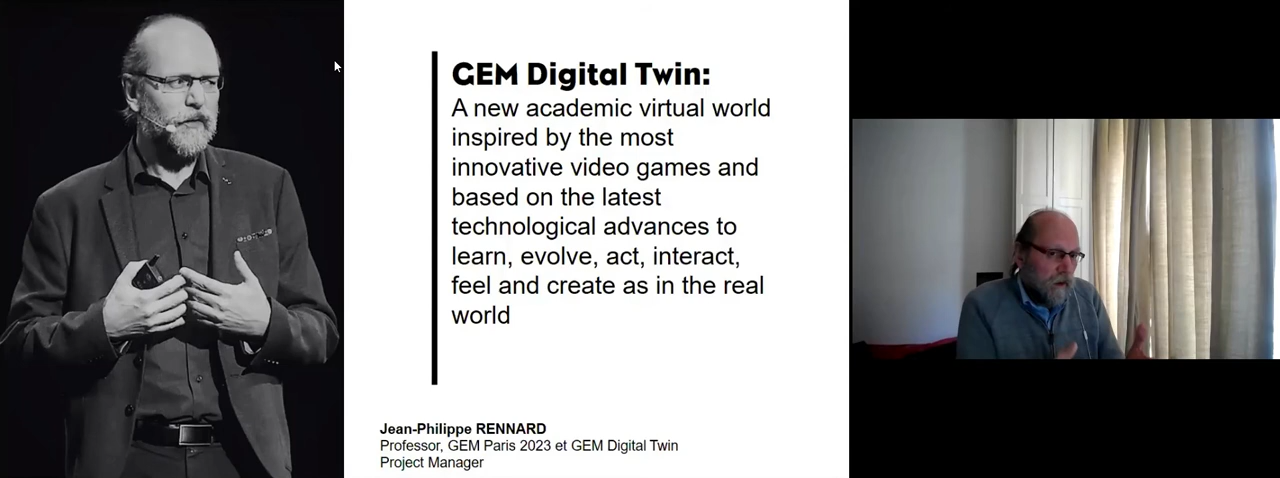 GEM Digital Twin:
A new academic virtual world
inspired by the most
innovative video games and
based on the latest
technological advances to
learn, evolve, act, interact,
feel and create as in the real
world
Jean-Philippe RENNARD
Professor, GEM Paris 2023 et GEM Digital Twin
Project Manager